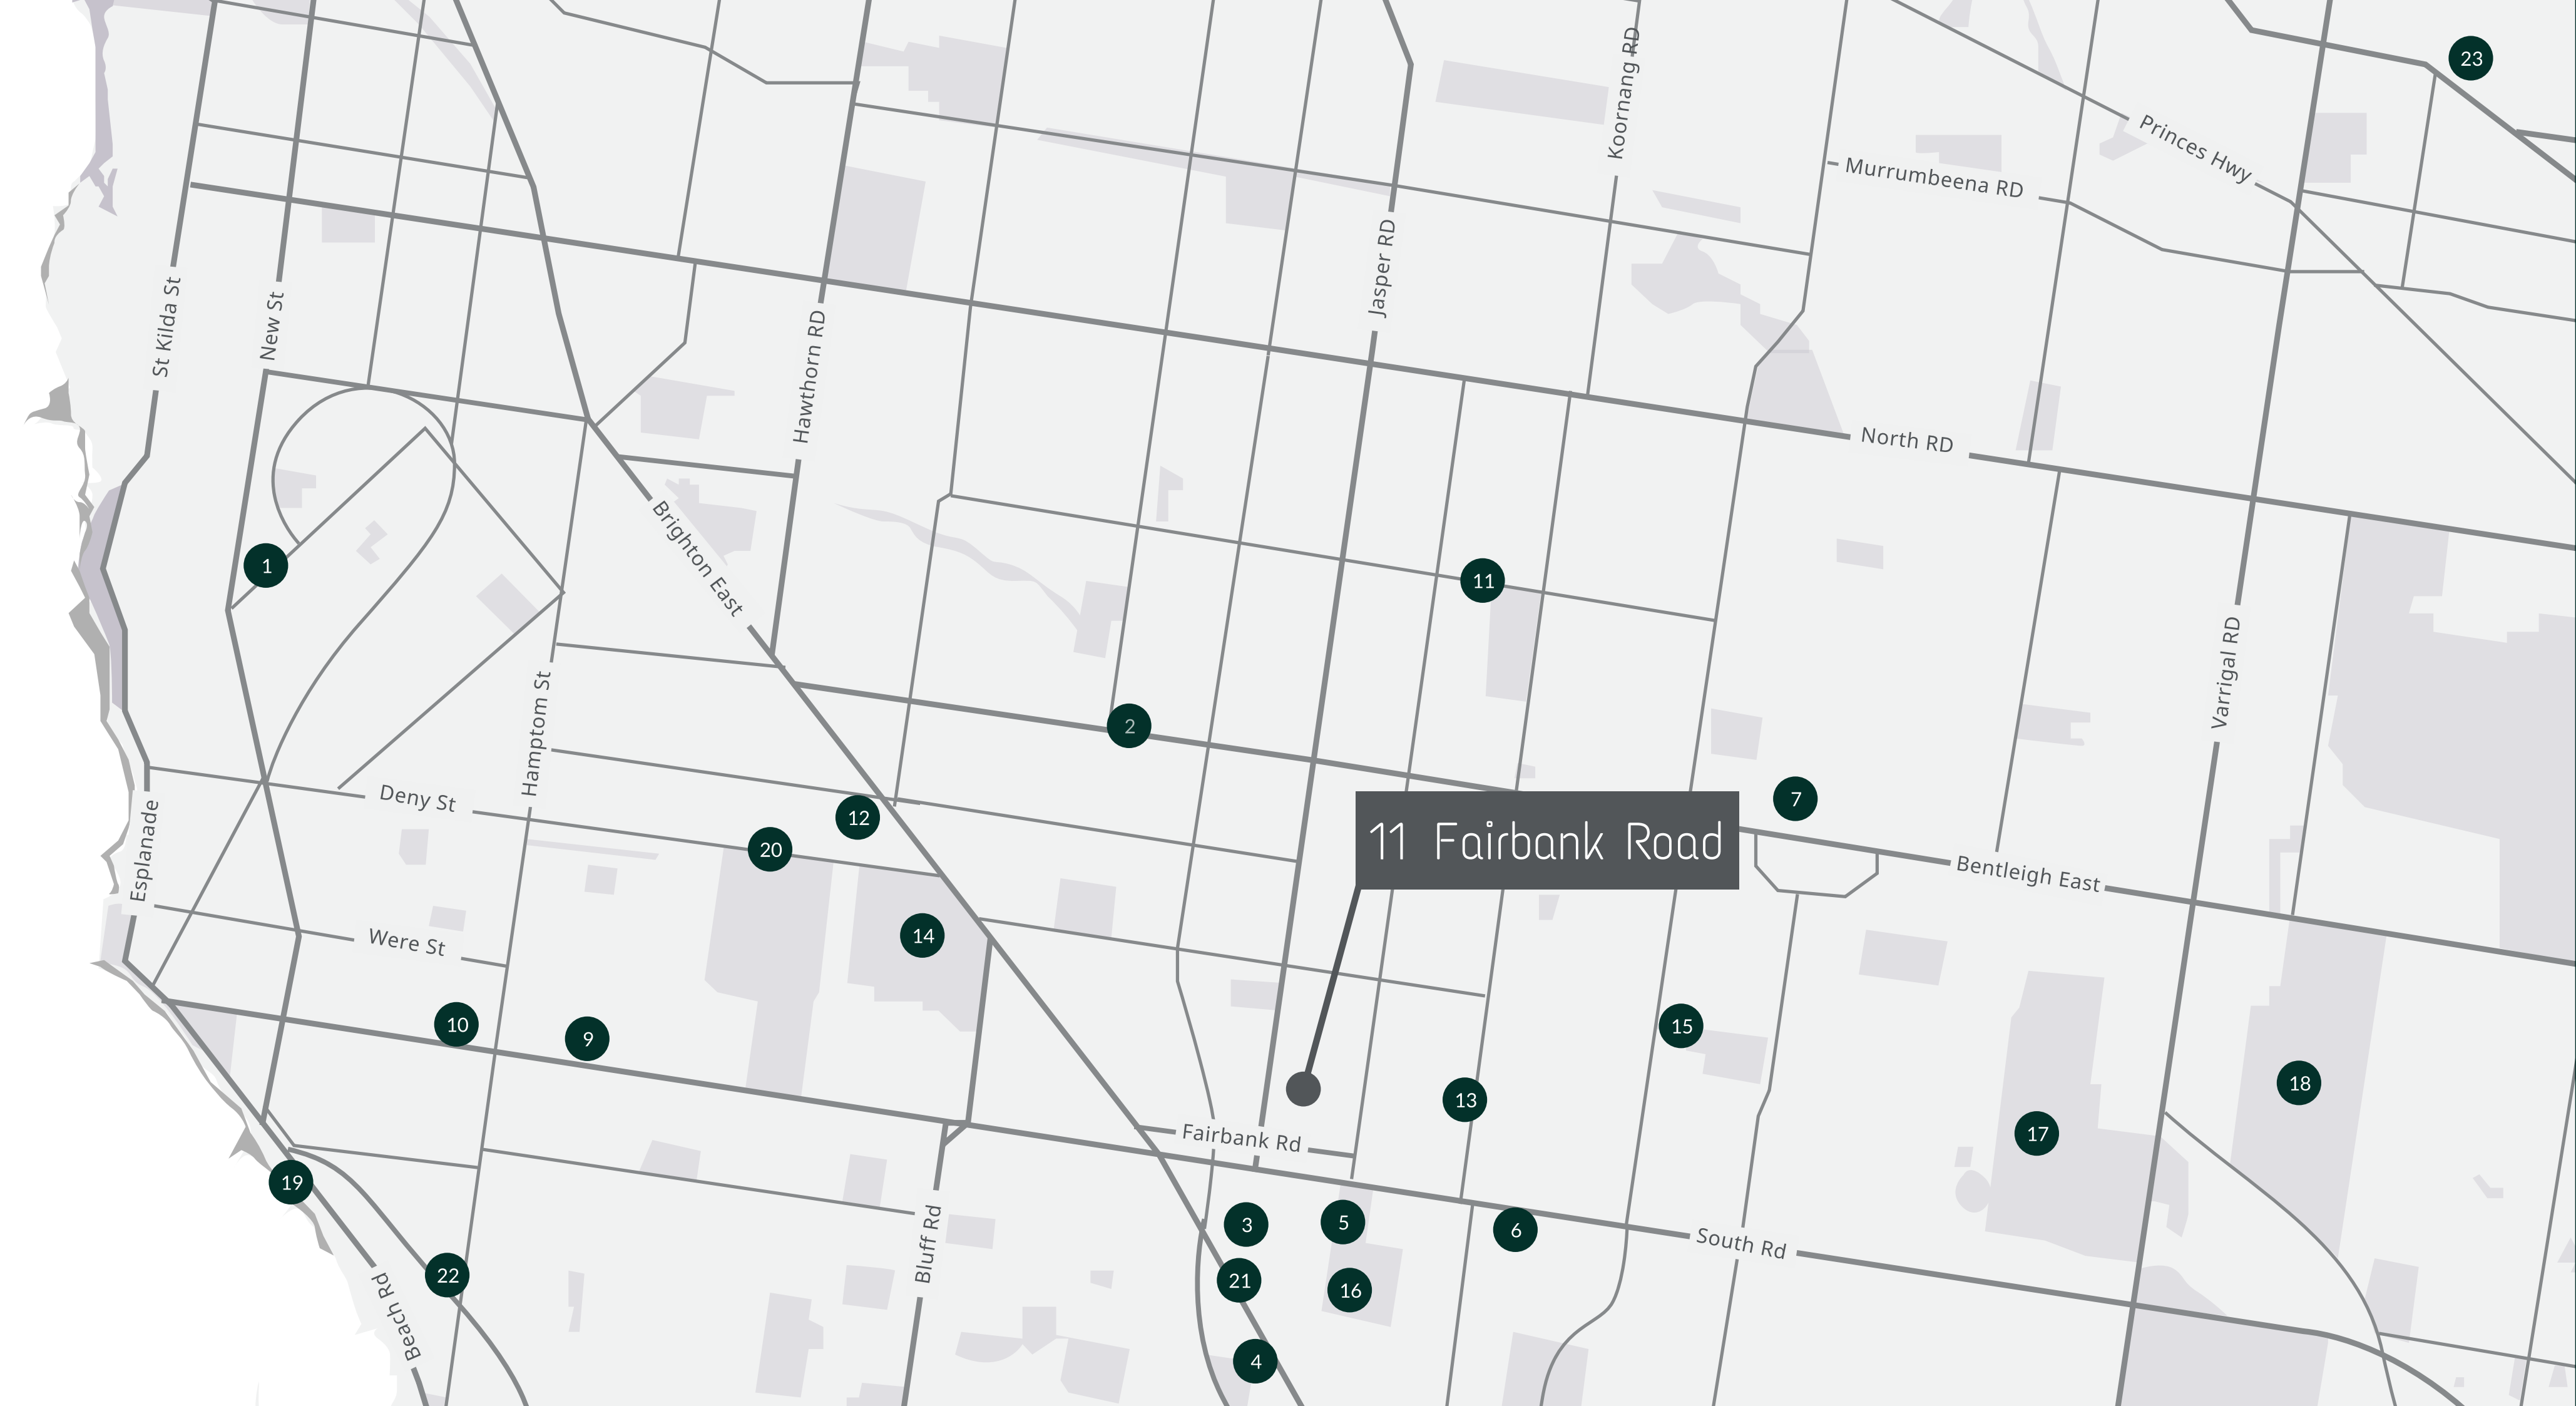 23
Koornang RD
Princes Hwy
Murrumbeena RD
St Kilda St
New St
Jasper RD
Hawthorn RD
North RD
Brighton East
1
11
Varrigal RD
Hamptom St
2
Deny St
12
20
7
11 Fairbank Road
Esplanade
Bentleigh East
Were St
14
10
9
15
13
18
17
Fairbank Rd
19
3
5
6
South Rd
Bluff Rd
22
21
16
Beach Rd
4